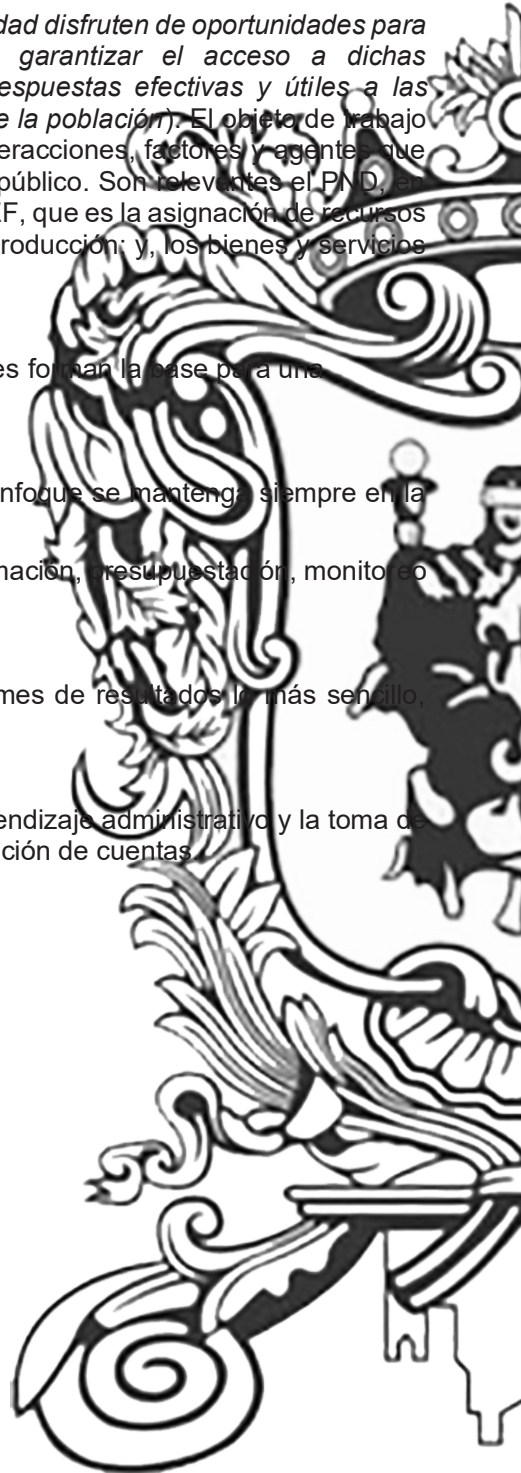 dad disfruten de oportunidades para
garantizar el acceso a dichas
espuestas efectivas y útiles a las
e la población). El objeto de trabajo
eracciones, factores y agentes que
público. Son relevantes el PND, en
EF, que es la asignación de recursos
roducción; y, los bienes y servicios
es forman la base para una
nfoque se mantenga siempre en la
mación, presupuestación, monitoreo
mes de resultados lo más sencillo,
endizaje administrativo y la toma de
ción de cuentas.